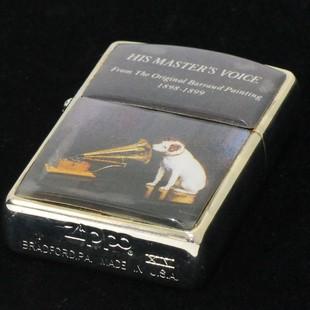 HIS MASTER'S VOICE
From The Original Barraud Painting
1898-1899
Zippo
BRADFORD, PA. MADE IN U.S.A.